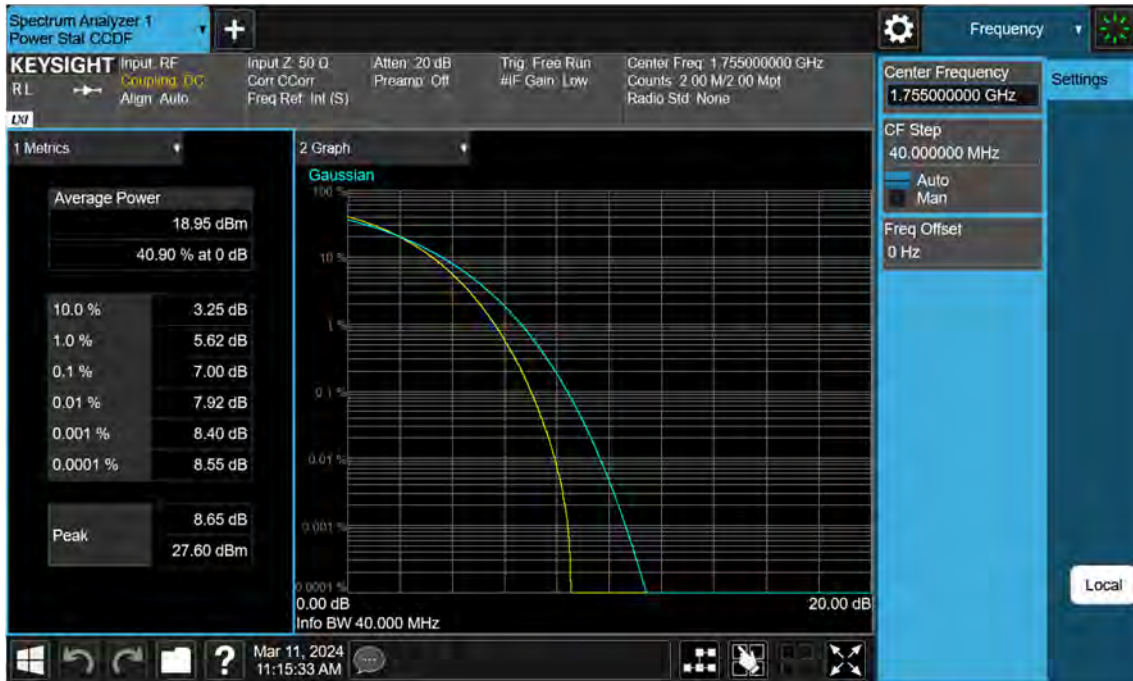 Spectrum Analyzer 1
Power Stat CCDF
+
Frequency
KEYSIGHT
RL
LXI
Input: RF
Coupling: DC
Align: Auto
Input Z: 50 Ω
Corr CCorr
Freq Ref: Int (S)
Atten: 20 dB
Preamp: Off
Trig: Free Run
#IF Gain: Low
Center Freq: 1.755000000 GHz
Counts: 2.00 M/2.00 Mpt
Radio Std: None
Center Frequency
1.755000000 GHz
Settings
CF Step
40.000000 MHz
Auto
Man
Freq Offset
0 Hz
1 Metrics
Average Power
18.95 dBm
40.90 % at 0 dB
10.0 % 3.25 dB
1.0 % 5.62 dB
0.1 % 7.00 dB
0.01 % 7.92 dB
0.001 % 8.40 dB
0.0001 % 8.55 dB
Peak
8.65 dB
27.60 dBm
2 Graph
Gaussian
100 %
10 %
1 %
0.1 %
0.01 %
0.001 %
0.0001 %
0.00 dB 20.00 dB
Info BW 40.000 MHz
Local
?
Mar 11, 2024
11:15:33 AM